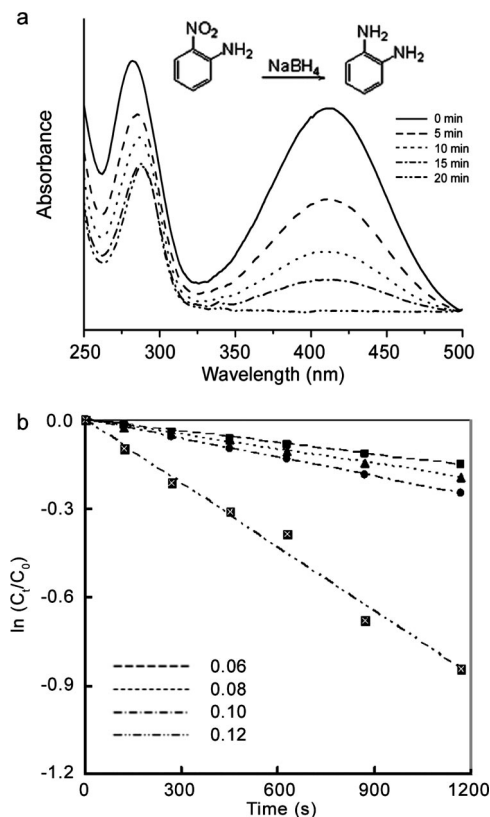 a
NO₂
NH₂
NaBH₄
NH₂
NH₂
Absorbance
0 min
5 min
10 min
15 min
20 min
250 300 350 400 450 500
Wavelength (nm)
b
ln (Cₜ/C₀)
0.0
-0.3
-0.6
-0.9
-1.2
0.06
0.08
0.10
0.12
0 300 600 900 1200
Time (s)